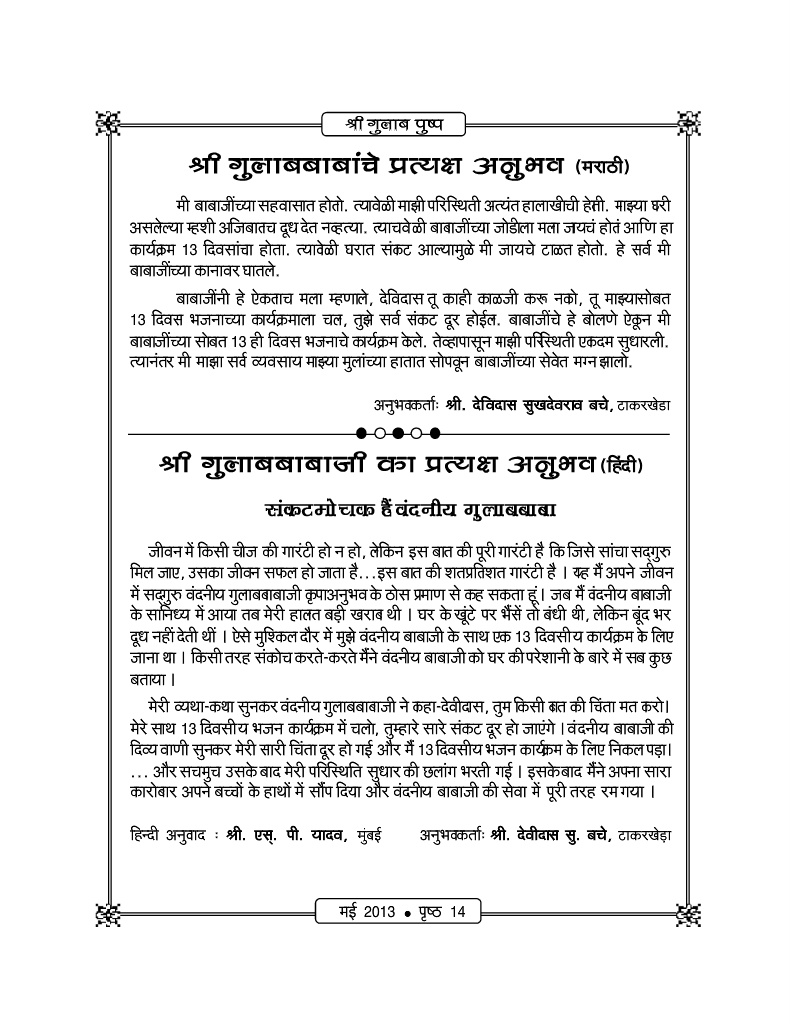 श्री गुलाब पुष्प
श्री गुलाबबाबांचे प्रत्यक्ष अनुभव (मराठी)
मी बाबाजींच्या सहवासात होतो. त्यावेळी माझी परिस्थिती अत्यंत हालाखीची होती. माझ्या घरी
असलेल्या म्हशी अजिबातच दूध देत नव्हत्या. त्याचवेळी बाबाजींच्या जोडीला मला जायचं होतं आणि हा
कार्यक्रम 13 दिवसांचा होता. त्यावेळी घरात संकट आल्यामुळे मी जायचे टाळत होतो. हे सर्व मी
बाबाजींच्या कानावर घातले.
बाबाजींनी हे ऐकताच मला म्हणाले, देविदास तू काही काळजी करू नको, तू माझ्यासोबत
13 दिवस भजनाच्या कार्यक्रमाला चल, तुझे सर्व संकट दूर होईल. बाबाजींचे हे बोलणे ऐकून मी
बाबाजींच्या सोबत 13 ही दिवस भजनाचे कार्यक्रम केले. तेव्हापासून माझी परिस्थिती एकदम सुधारली.
त्यानंतर मी माझा सर्व व्यवसाय माझ्या मुलांच्या हातात सोपवून बाबाजींच्या सेवेत मग्न झालो.
अनुभवकर्ताः श्री. देविदास सुखदेवराव बचे, टाकरखेडा
श्री गुलाबबाबाजी का प्रत्यक्ष अनुभव (हिंदी)
संकटमोचक हैं वंदनीय गुलाबबाबा
जीवन में किसी चीज की गारंटी हो न हो, लेकिन इस बात की पूरी गारंटी है कि जिसे सांचा सद्गुरु
मिल जाए, उसका जीवन सफल हो जाता है...इस बात की शतप्रतिशत गारंटी है । यह मैं अपने जीवन
में सद्गुरु वंदनीय गुलाबबाबाजी कृपाअनुभव के ठोस प्रमाण से कह सकता हूं । जब मैं वंदनीय बाबाजी
के सानिध्य में आया तब मेरी हालत बड़ी खराब थी । घर के खूंटे पर भैंसें तो बंधी थी, लेकिन बूंद भर
दूध नहीं देती थीं । ऐसे मुश्किल दौर में मुझे वंदनीय बाबाजी के साथ एक 13 दिवसीय कार्यक्रम के लिए
जाना था । किसी तरह संकोच करते-करते मैंने वंदनीय बाबाजी को घर की परेशानी के बारे में सब कुछ
बताया ।
मेरी व्यथा-कथा सुनकर वंदनीय गुलाबबाबाजी ने कहा-देवीदास, तुम किसी बात की चिंता मत करो।
मेरे साथ 13 दिवसीय भजन कार्यक्रम में चलो, तुम्हारे सारे संकट दूर हो जाएंगे । वंदनीय बाबाजी की
दिव्य वाणी सुनकर मेरी सारी चिंता दूर हो गई और मैं 13 दिवसीय भजन कार्यक्रम के लिए निकल पड़ा।
... और सचमुच उसके बाद मेरी परिस्थिति सुधार की छलांग भरती गई । इसके बाद मैंने अपना सारा
कारोबार अपने बच्चों के हाथों में सौंप दिया और वंदनीय बाबाजी की सेवा में पूरी तरह रम गया ।
हिन्दी अनुवाद : श्री. एस्. पी. यादव, मुंबई अनुभवकर्ताः श्री. देवीदास सु. बचे, टाकरखेड़ा
मई 2013 ● पृष्ठ 14